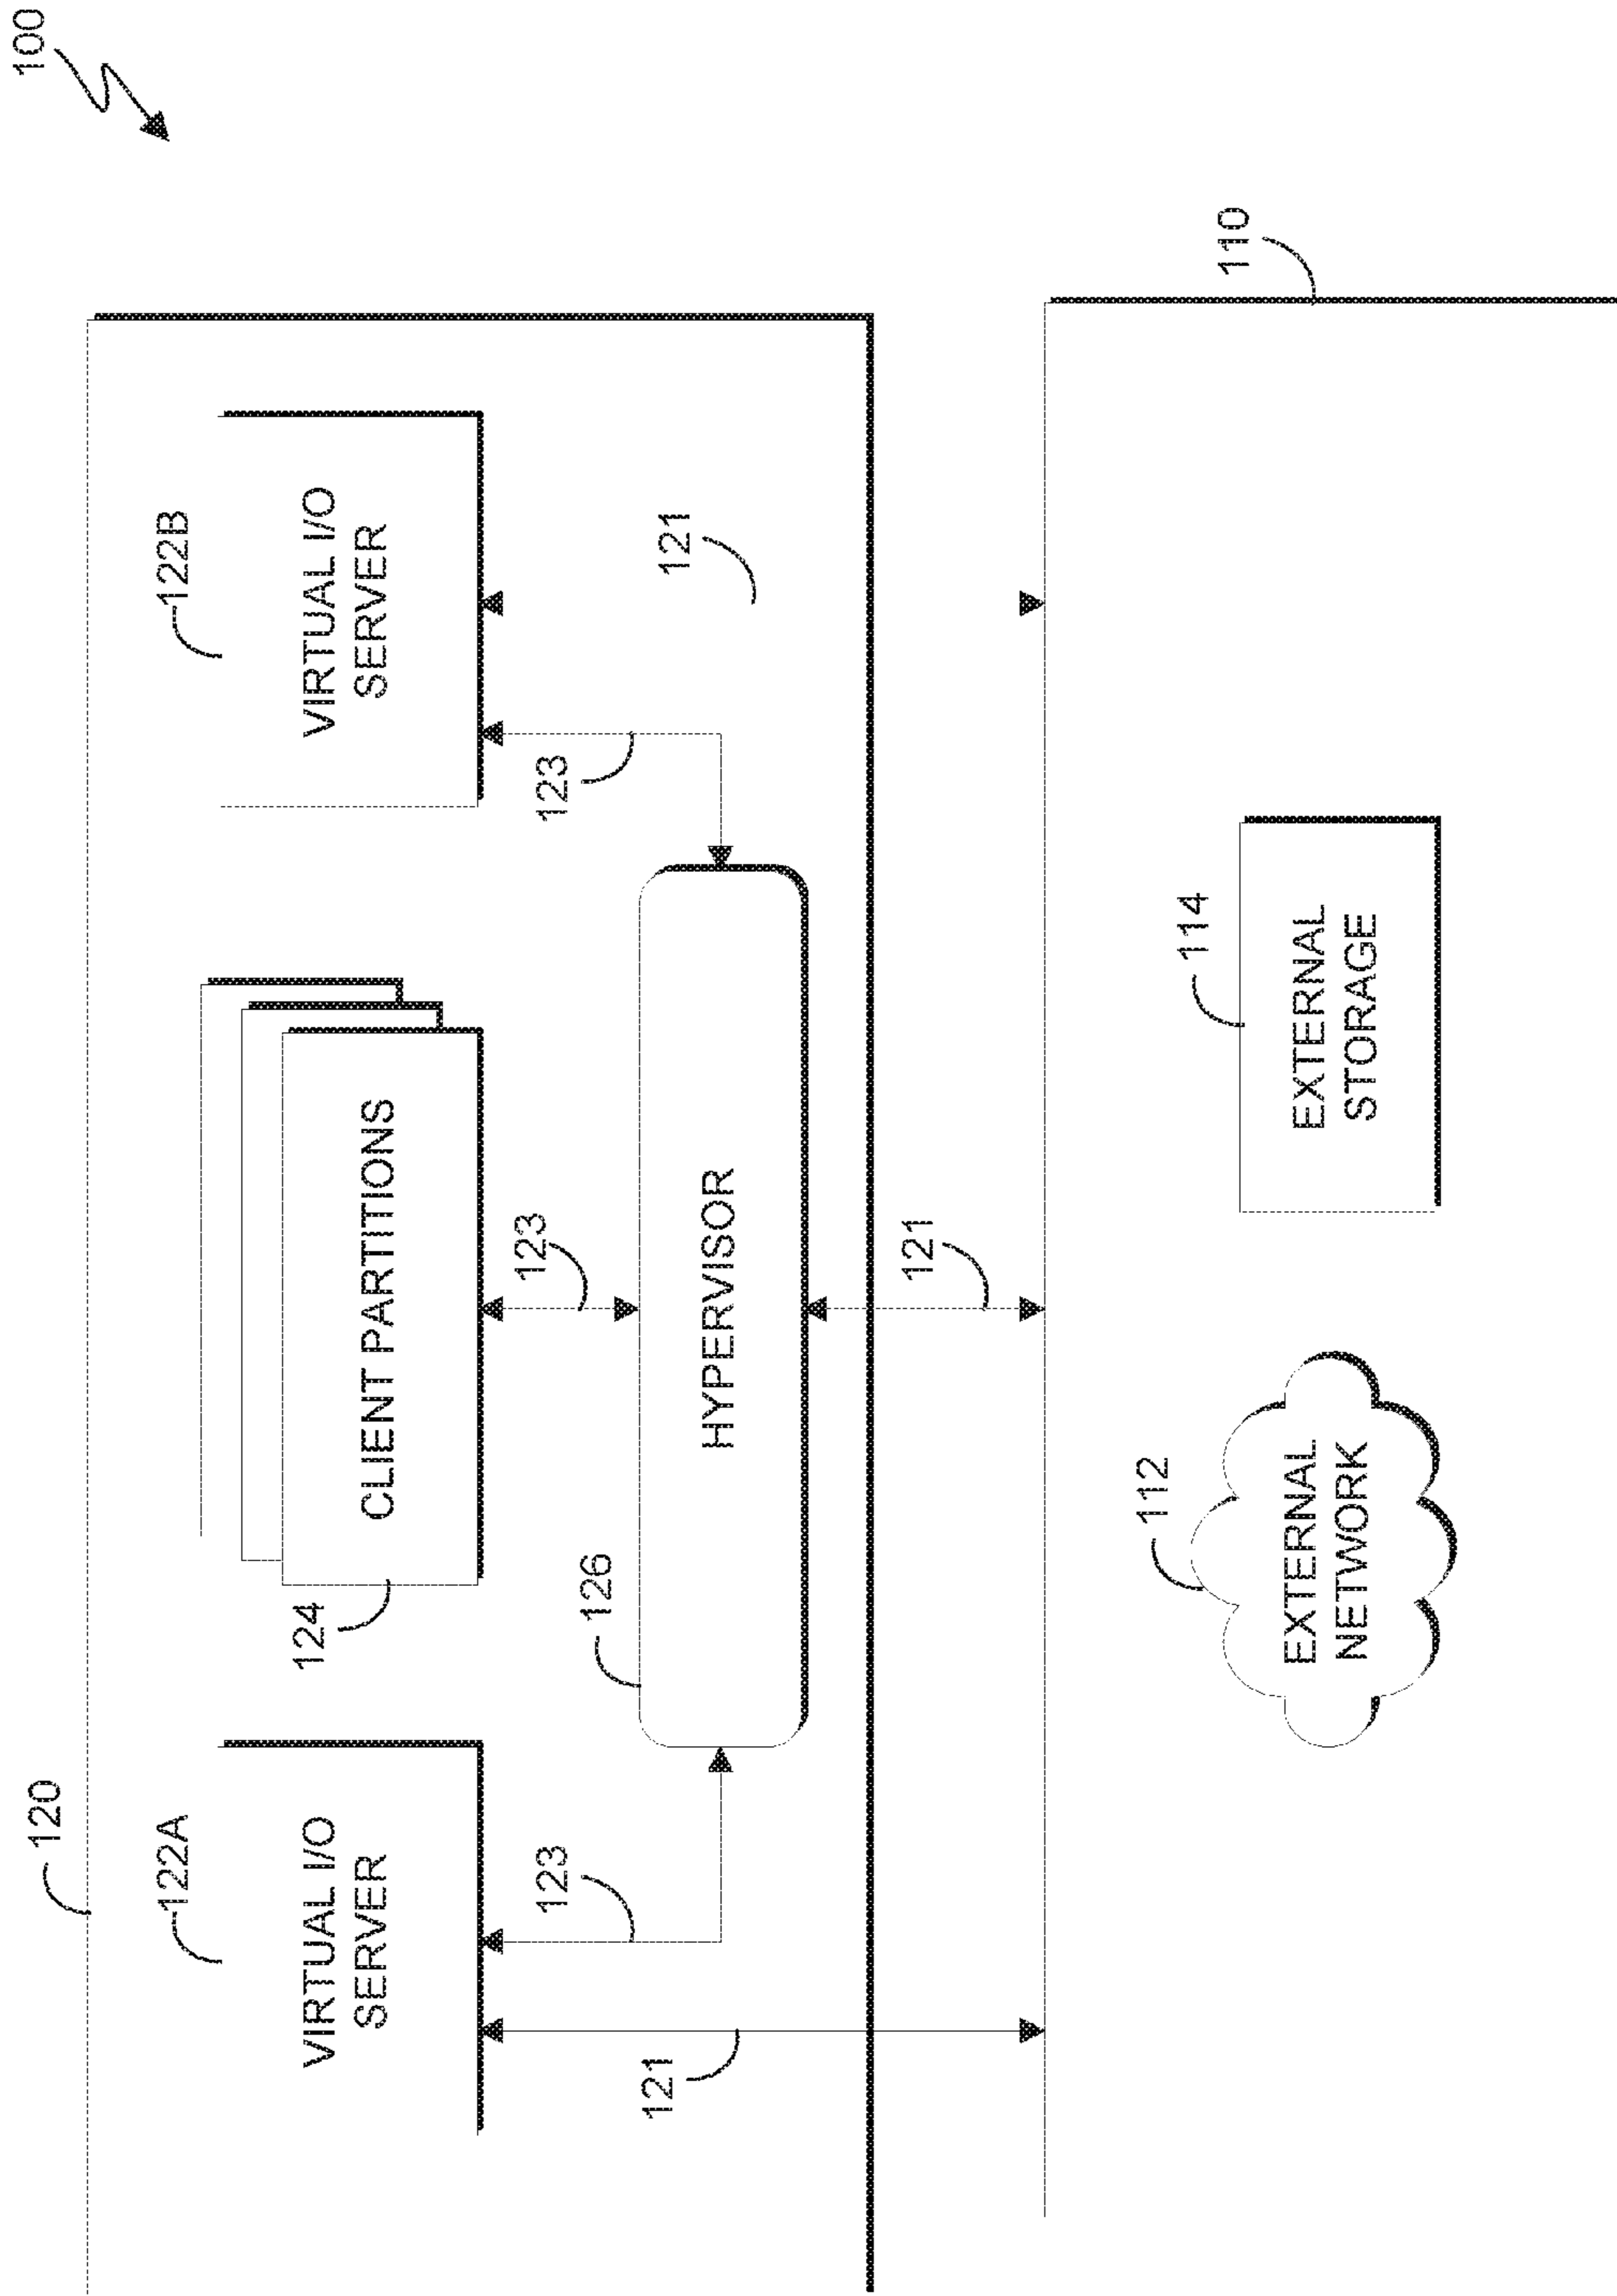 100
120
122A
VIRTUAL I/O
SERVER
124
CLIENT PARTITIONS
122B
VIRTUAL I/O
SERVER
123
123
123
126
HYPERVISOR
121
121
121
110
112
EXTERNAL
NETWORK
114
EXTERNAL
STORAGE